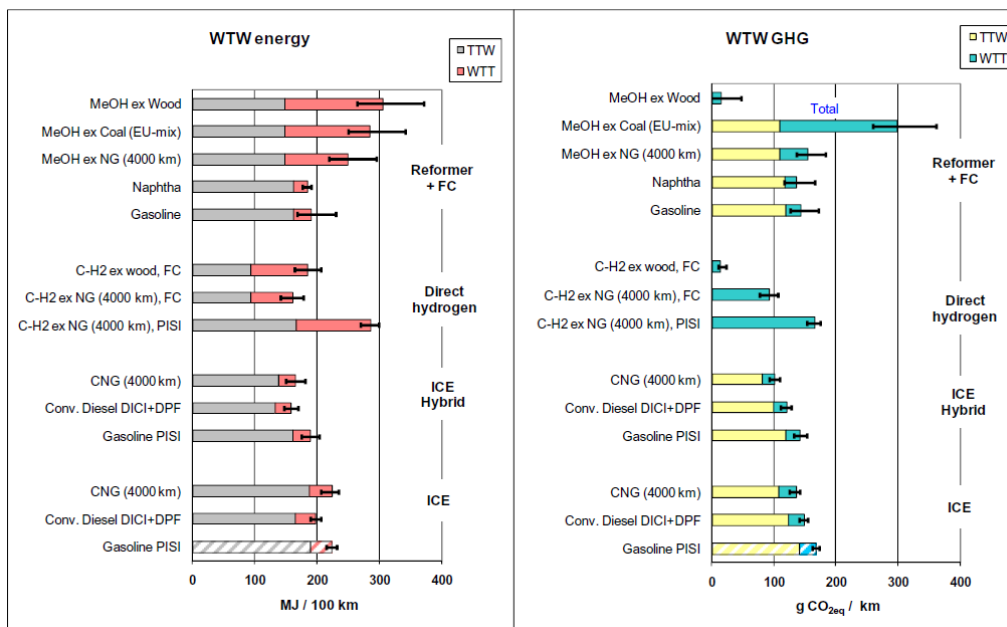 WTW energy
TTW
WTT
MeOH ex Wood
MeOH ex Coal (EU-mix)
MeOH ex NG (4000 km)
Naphtha
Gasoline
Reformer
+ FC
C-H2 ex wood, FC
C-H2 ex NG (4000 km), FC
C-H2 ex NG (4000 km), PISI
Direct
hydrogen
CNG (4000 km)
Conv. Diesel DICI+DPF
Gasoline PISI
ICE
Hybrid
CNG (4000 km)
Conv. Diesel DICI+DPF
Gasoline PISI
ICE
0 100 200 300 400
MJ / 100 km
WTW GHG
TTW
WTT
MeOH ex Wood
Total
MeOH ex Coal (EU-mix)
MeOH ex NG (4000 km)
Naphtha
Gasoline
Reformer
+ FC
C-H2 ex wood, FC
C-H2 ex NG (4000 km), FC
C-H2 ex NG (4000 km), PISI
Direct
hydrogen
CNG (4000 km)
Conv. Diesel DICI+DPF
Gasoline PISI
ICE
Hybrid
CNG (4000 km)
Conv. Diesel DICI+DPF
Gasoline PISI
ICE
0 100 200 300 400
g CO2eq / km